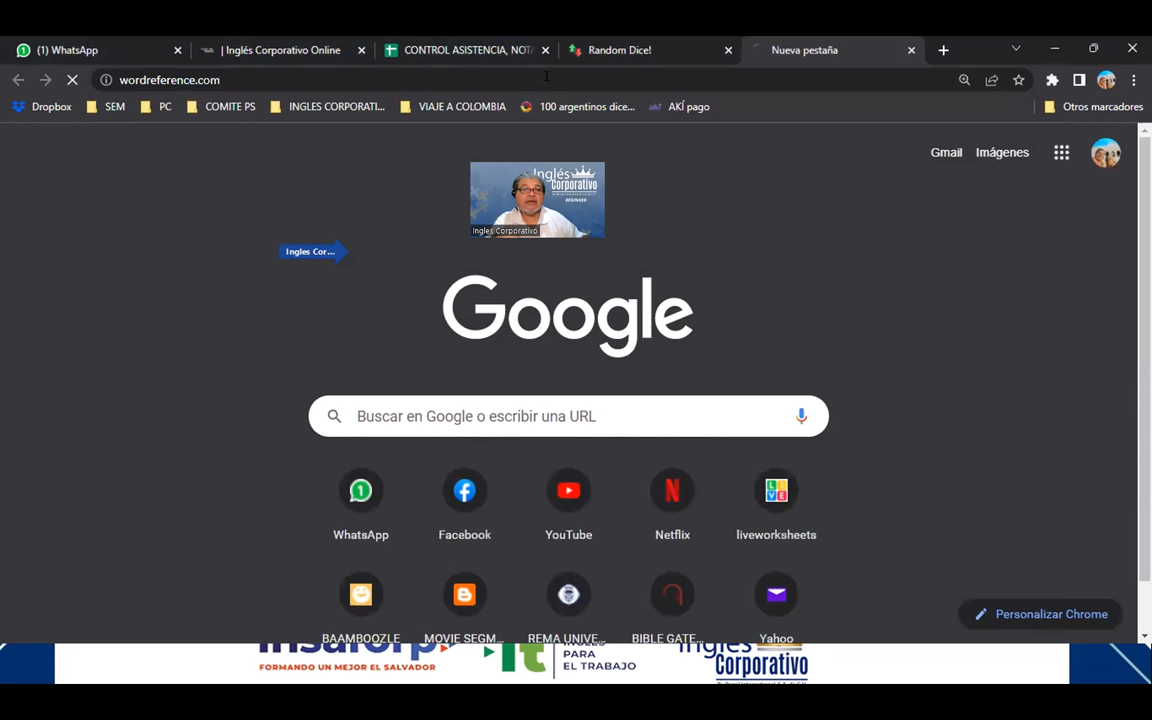 (1) WhatsApp
| Inglés Corporativo Online
CONTROL ASISTENCIA, NOTA
Random Dice!
Nueva pestaña
wordreference.com
Dropbox
SEM
PC
COMITE PS
INGLES CORPORATI...
VIAJE A COLOMBIA
100 argentinos dice...
AKÍ pago
Otros marcadores
Gmail
Imágenes
Inglés
Corporativo
BEGINNER
Ingles Corporativo
Ingles Cor...
Google
Buscar en Google o escribir una URL
WhatsApp
Facebook
YouTube
Netflix
LIVE
liveworksheets
BAAMBOOZLE
MOVIE SEGM...
REMA UNIVE...
BIBLE GATE...
Yahoo
Personalizar Chrome
insaforp
FORMANDO UN MEJOR EL SALVADOR
PARA
EL TRABAJO
Inglés
Corporativo